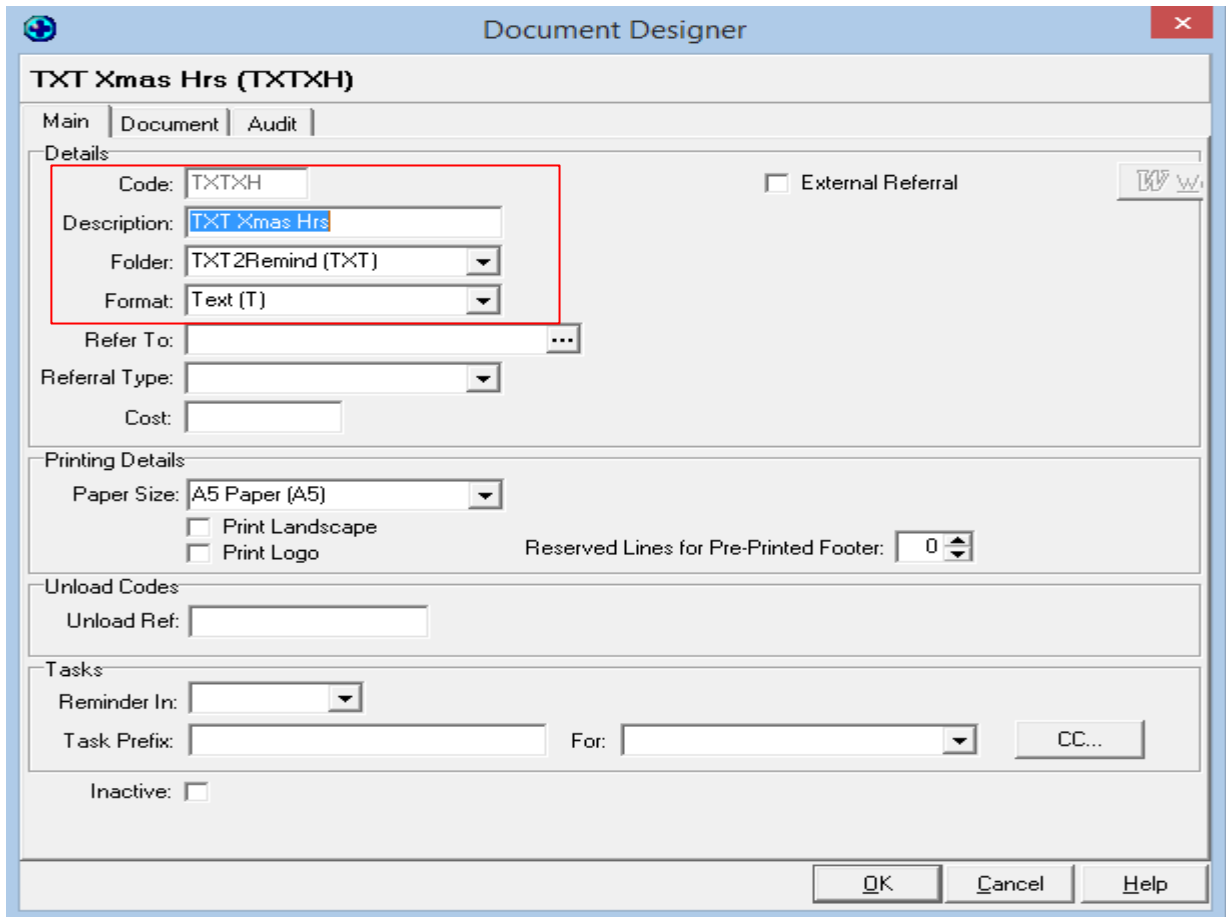 Document Designer
TXT Xmas Hrs (TXTXH)
Main Document Audit
Details
Code: TXTXH External Referral W
Description: TXT Xmas Hrs
Folder: TXT2Remind (TXT)
Format: Text (T)
Refer To: ...
Referral Type:
Cost:
Printing Details
Paper Size: A5 Paper (A5)
Print Landscape
Print Logo Reserved Lines for Pre-Printed Footer: 0
Unload Codes
Unload Ref:
Tasks
Reminder In:
Task Prefix: For: CC...
Inactive:
OK Cancel Help